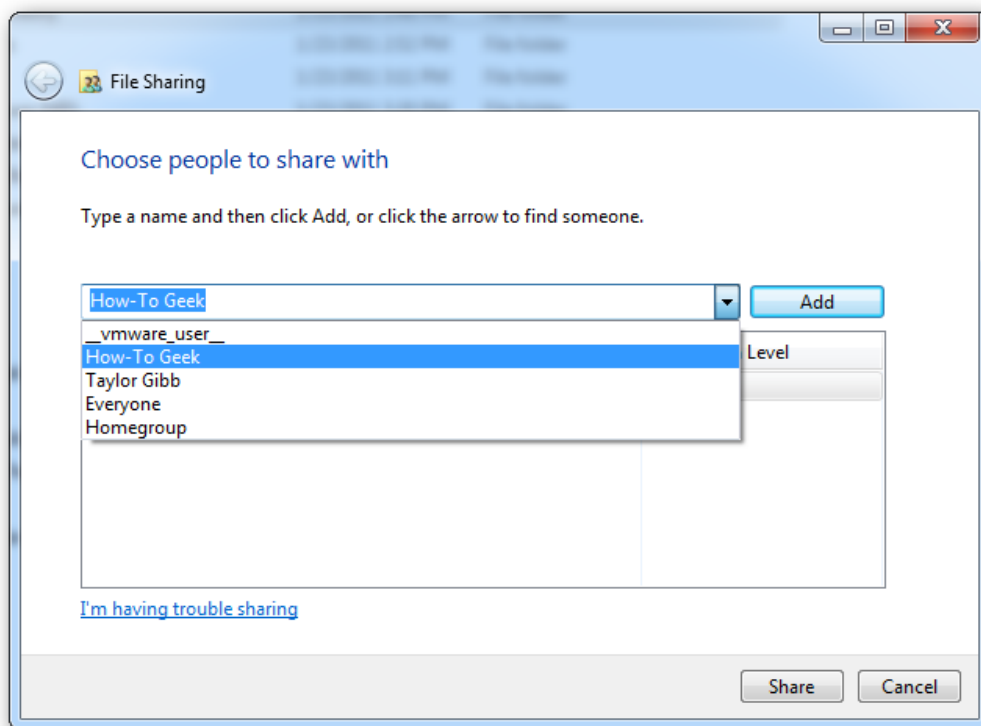 File Sharing
Choose people to share with
Type a name and then click Add, or click the arrow to find someone.
How-To Geek
Add
__vmware_user__
How-To Geek
Level
Taylor Gibb
Everyone
Homegroup
I'm having trouble sharing
Share
Cancel